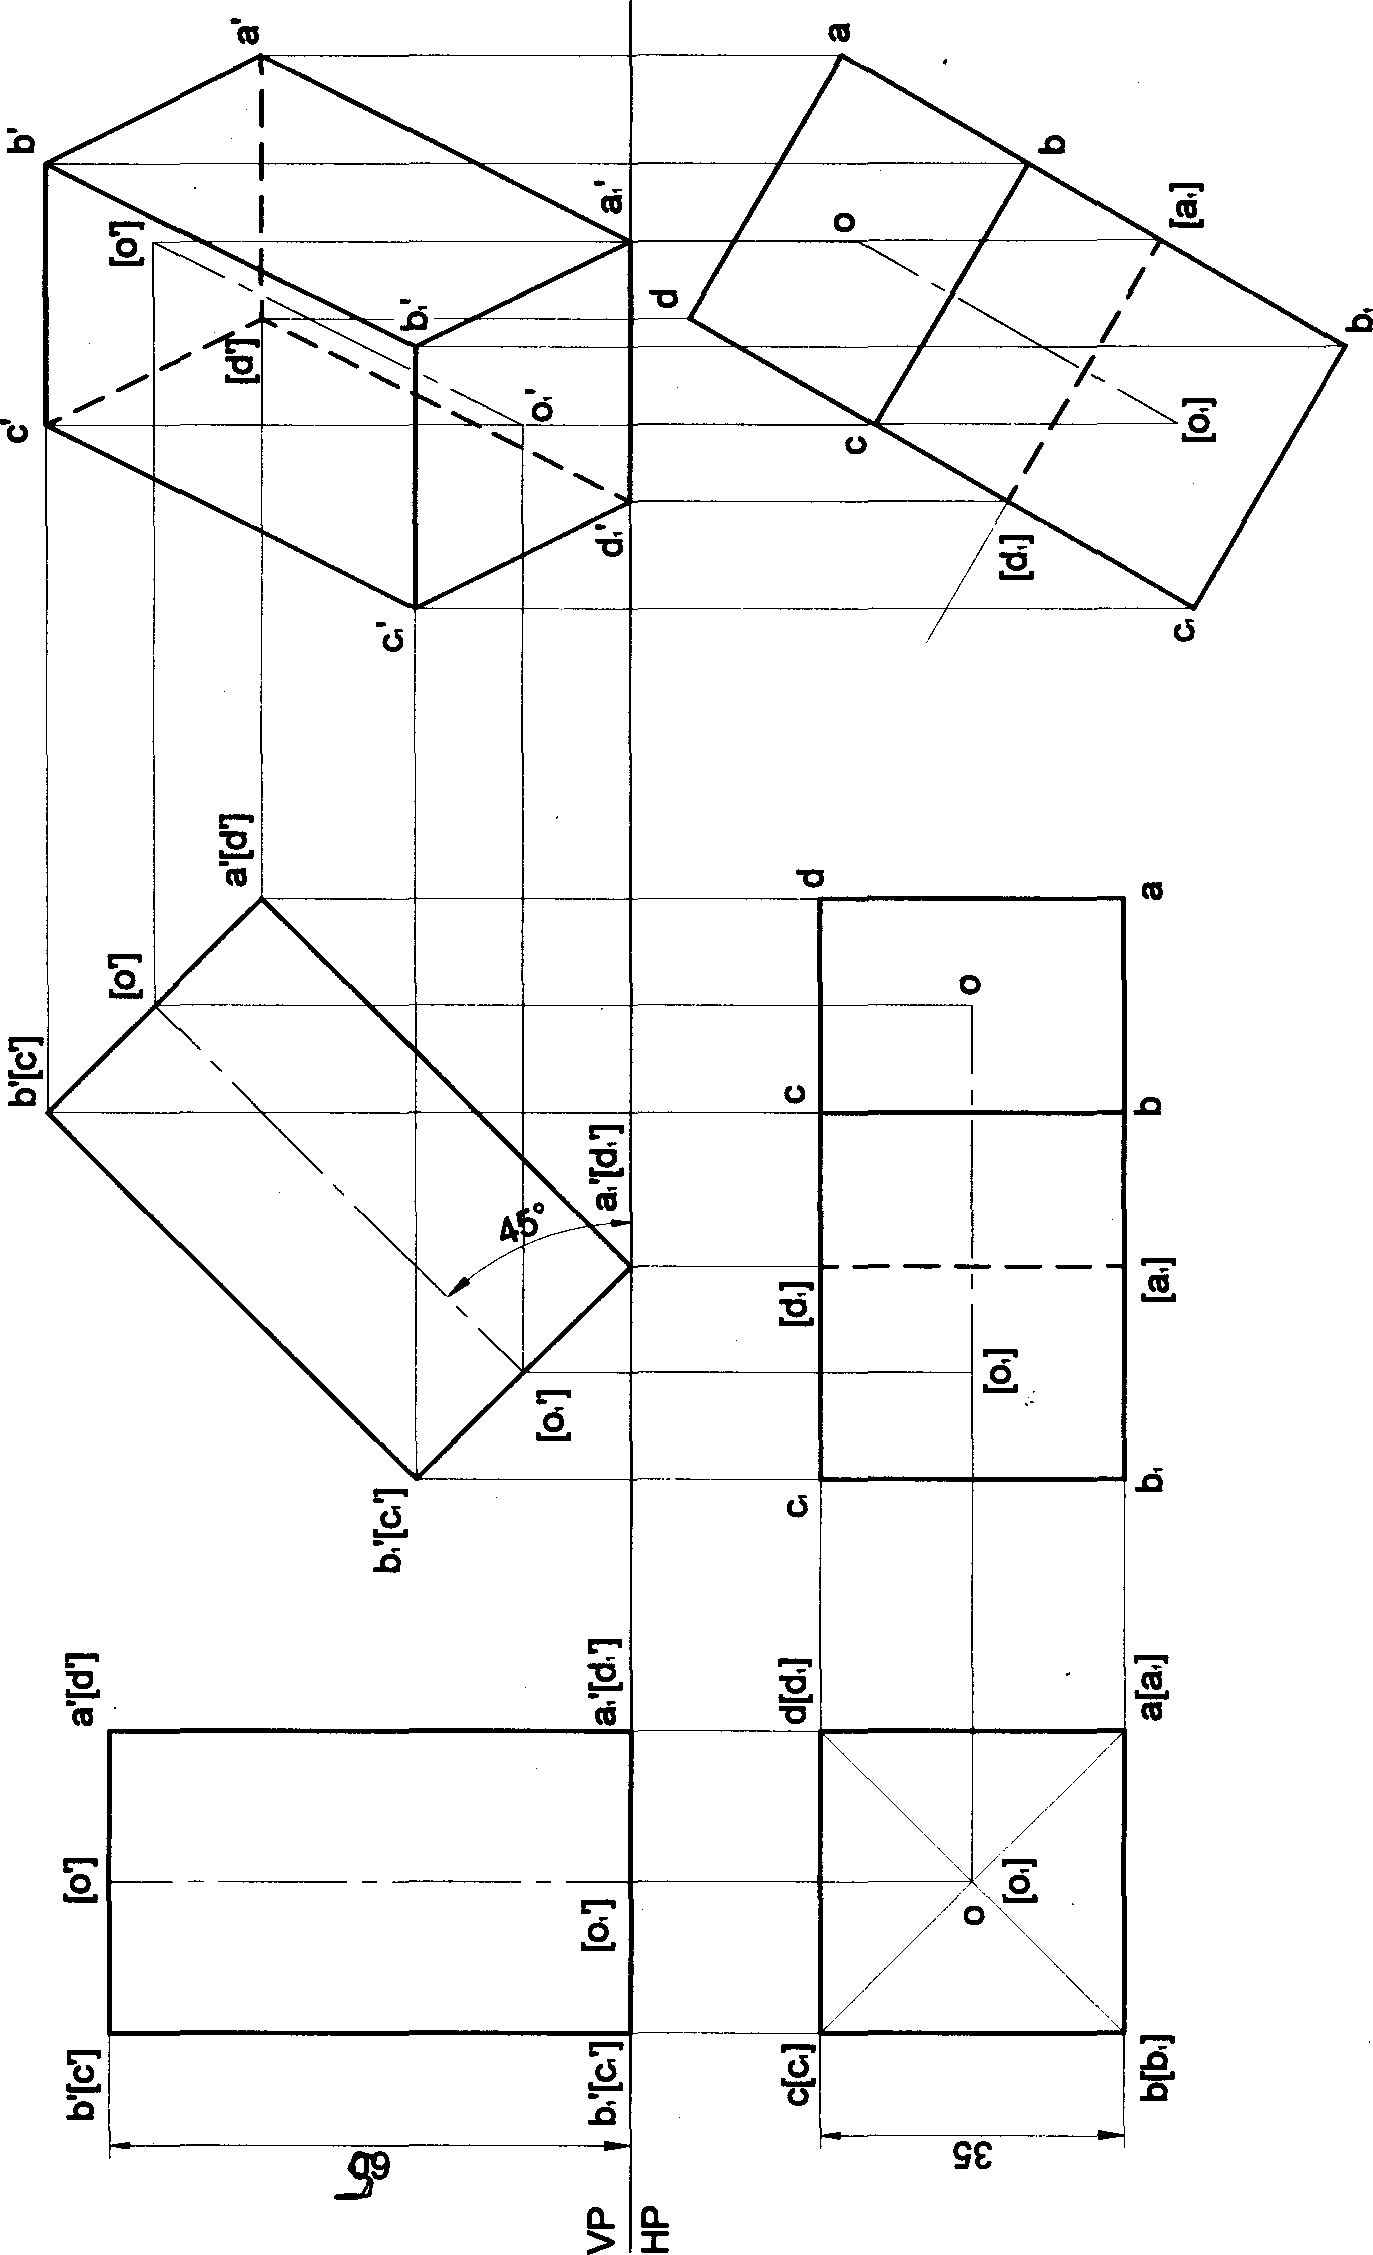 b'[c']
[o']
a'[d']
b₁'[c₁']
[o₁']
a₁'[d₁']
VP
HP
c[c₁]
d[d₁]
35
o
[o₁]
b[b₁]
a[a₁]
b'[c']
[o']
a'[d']
b₁'[c₁']
45°
[o₁']
a₁'[d₁']
c₁
[d₁]
c
d
o
[o₁]
b₁
[a₁]
b
a
c'
b'
a'
[o']
[d']
c₁'
b₁'
o₁'
d₁'
a₁'
d
a
o
c
b
[d₁]
[a₁]
c₁
[o₁]
b₁